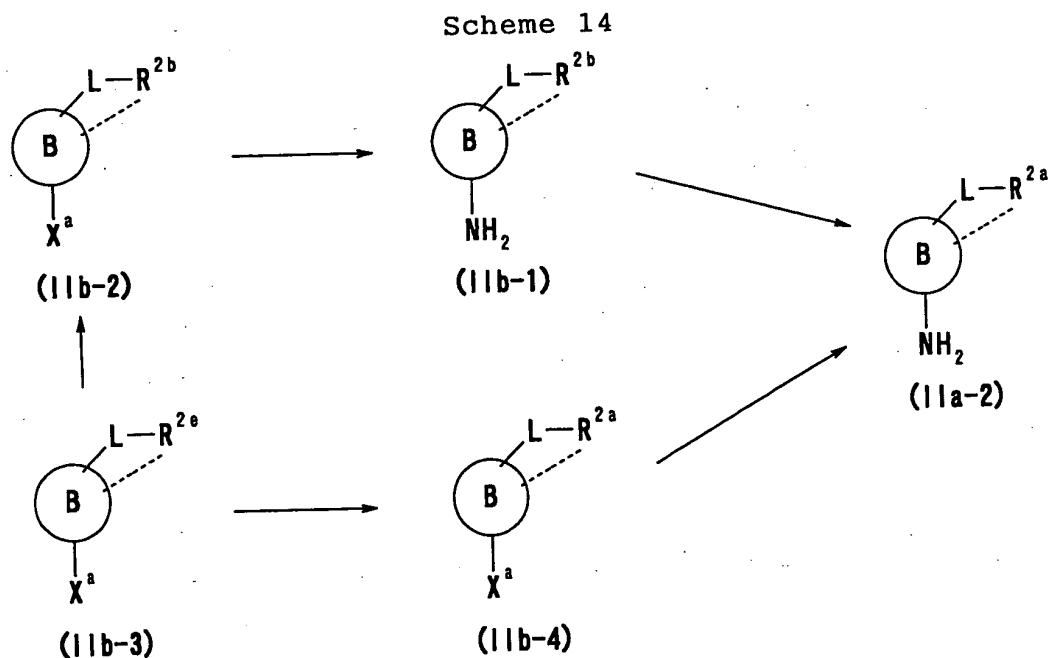 Scheme 14
L—R²ᵇ
B
Xᵃ
(IIb-2)
L—R²ᵇ
B
NH₂
(IIb-1)
L—R²ᵃ
B
NH₂
(IIa-2)
L—R²ᵉ
B
Xᵃ
(IIb-3)
L—R²ᵃ
B
Xᵃ
(IIb-4)